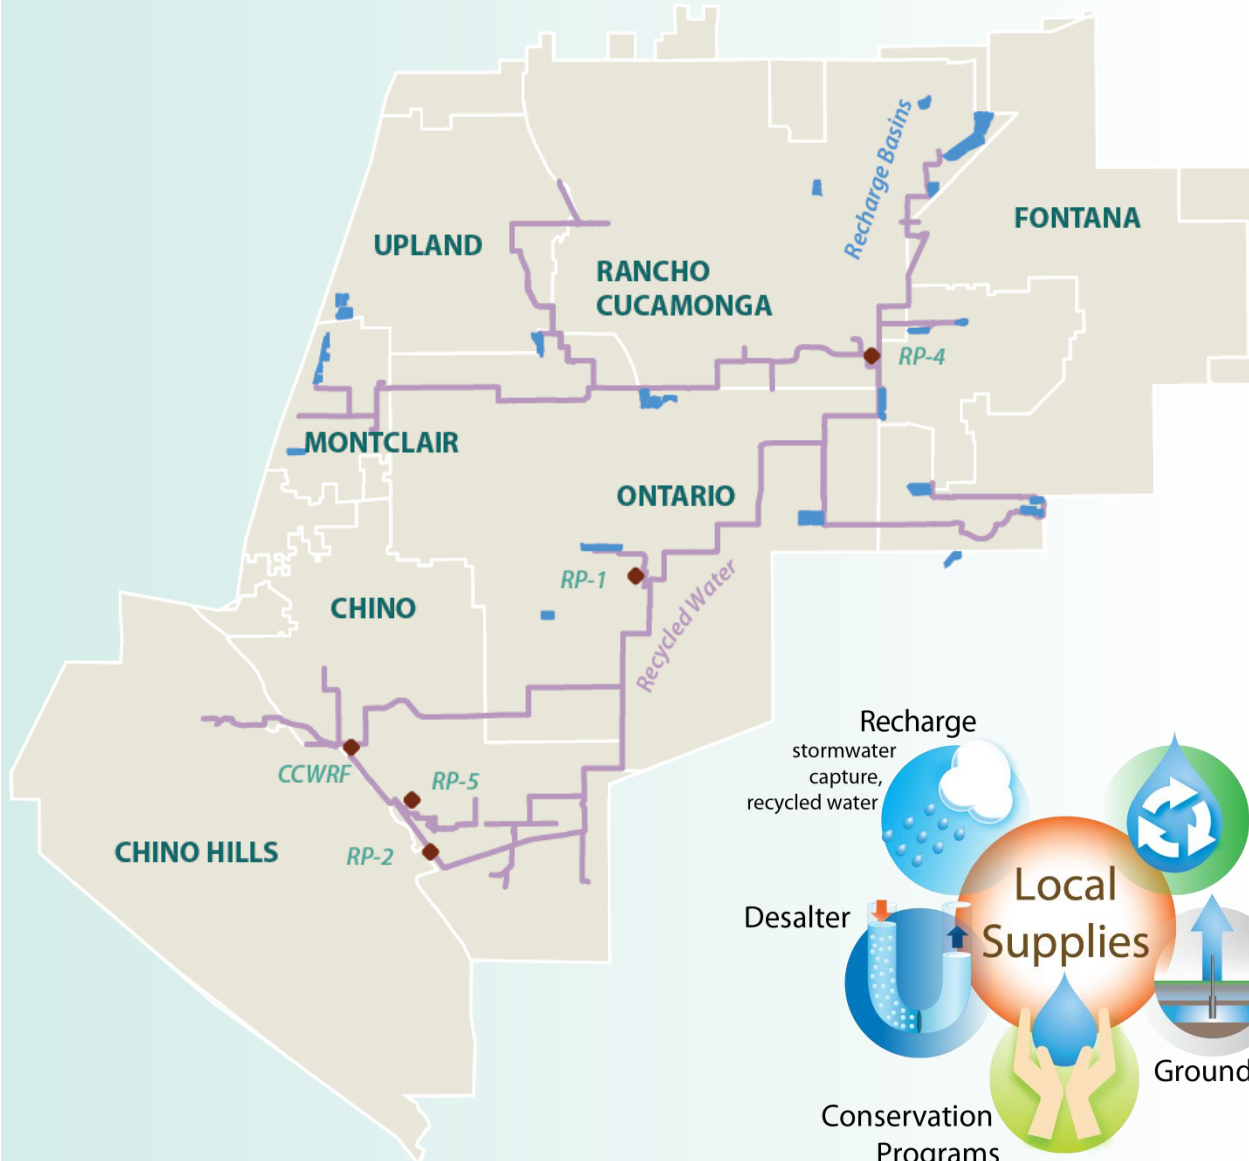 Recharge Basins
FONTANA
UPLAND
RANCHO
CUCAMONGA
RP-4
MONTCLAIR
ONTARIO
RP-1
Recycled Water
CHINO
CCWRF
RP-5
RP-2
CHINO HILLS
Recharge
stormwater
capture,
recycled water
Desalter
Local
Supplies
Ground
Conservation
Programs